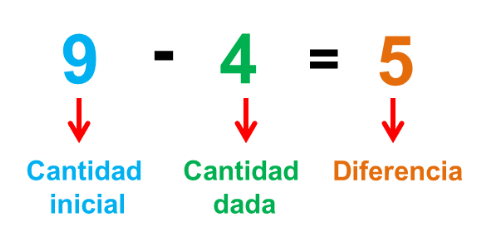 9 - 4 = 5
Cantidad inicial
Cantidad dada
Diferencia